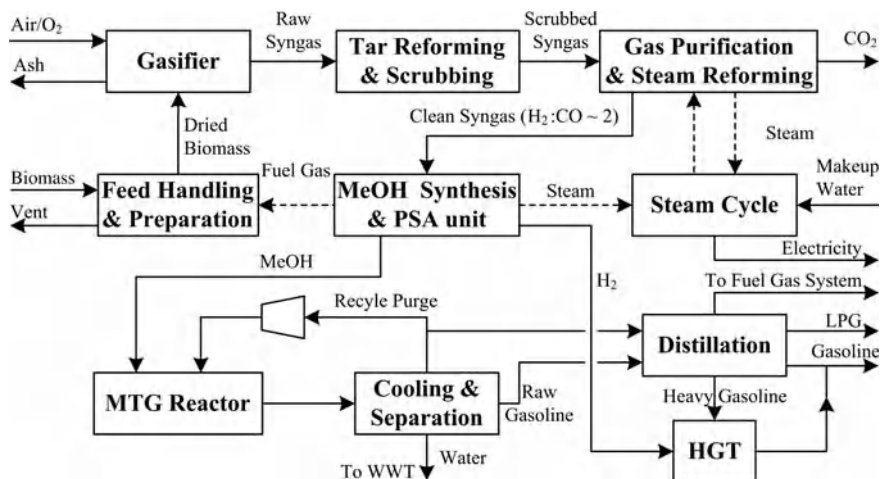 Air/O2
Ash
Gasifier
Raw
Syngas
Tar Reforming
& Scrubbing
Scrubbed
Syngas
Gas Purification
& Steam Reforming
CO2
Dried
Biomass
Clean Syngas (H2:CO ~ 2)
Steam
Biomass
Vent
Feed Handling
& Preparation
Fuel Gas
MeOH Synthesis
& PSA unit
Steam
Steam Cycle
Makeup
Water
Electricity
MeOH
H2
To Fuel Gas System
Recyle Purge
LPG
Gasoline
MTG Reactor
Cooling &
Separation
Raw
Gasoline
Distillation
Heavy Gasoline
Water
To WWT
HGT